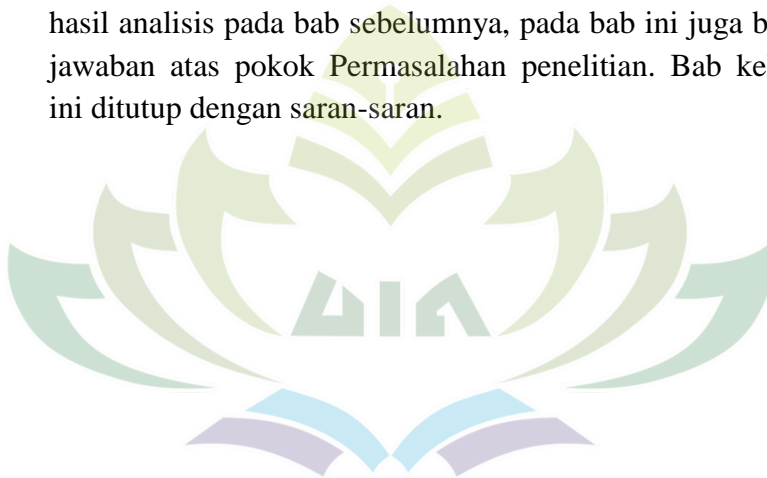 hasil analisis pada bab sebelumnya, pada bab ini juga b
jawaban atas pokok Permasalahan penelitian. Bab ke
ini ditutup dengan saran-saran.
UIN